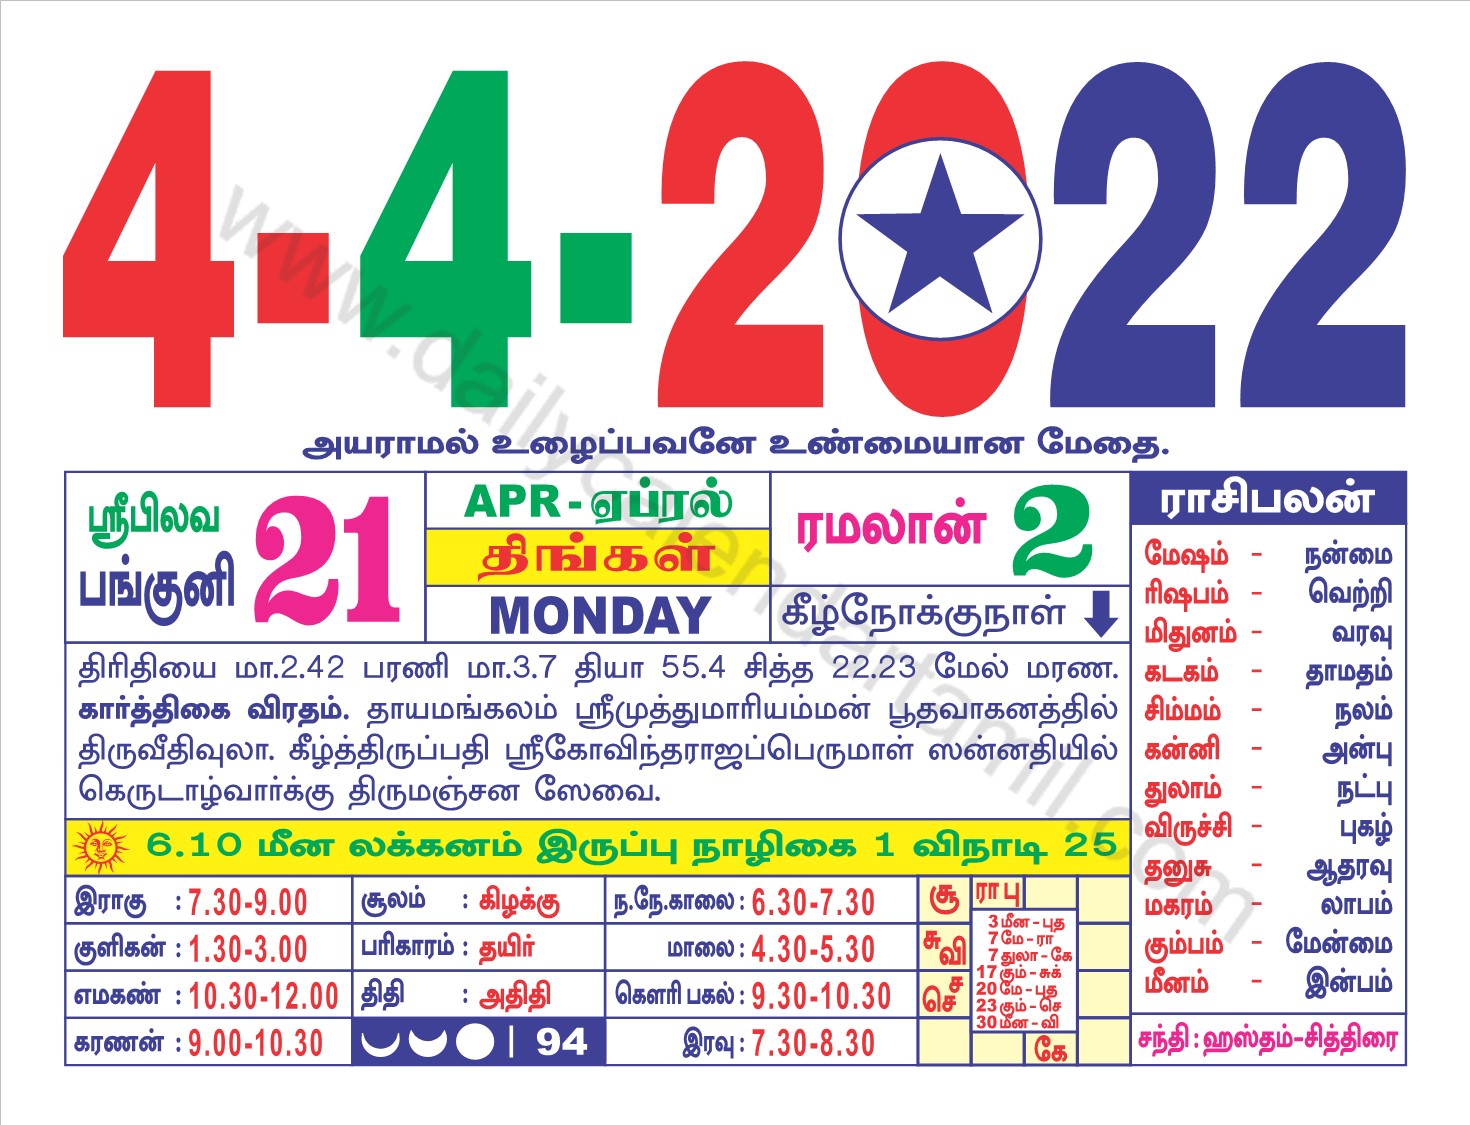 4-4-2022
அயராமல் உழைப்பவனே உண்மையான மேதை.
ஸ்ரீபிலவ
பங்குனி 21
APR - ஏப்ரல்
திங்கள்
MONDAY
ரமலான் 2
கீழ்நோக்குநாள்
திரிதியை மா.2.42 பரணி மா.3.7 தியா 55.4 சித்த 22.23 மேல் மரண.
கார்த்திகை விரதம். தாயமங்கலம் ஸ்ரீமுத்துமாரியம்மன் பூதவாகனத்தில்
திருவீதிவுலா. கீழ்த்திருப்பதி ஸ்ரீகோவிந்தராஜப்பெருமாள் ஸன்னதியில்
கெருடாழ்வார்க்கு திருமஞ்சன ஸேவை.
6.10 மீன லக்கனம் இருப்பு நாழிகை 1 விநாடி 25
இராகு : 7.30-9.00
குளிகன் : 1.30-3.00
எமகண் : 10.30-12.00
கரணன் : 9.00-10.30
சூலம் : கிழக்கு
பரிகாரம் : தயிர்
திதி : அதிதி
94
ந.நே.காலை : 6.30-7.30
மாலை : 4.30-5.30
கௌரி பகல் : 9.30-10.30
இரவு : 7.30-8.30
சூ
ரா பு
சு வி
ச
செ
கே
3 மீன - புத
7 மே - ரா
7 துலா - கே
17 கும் - சுக்
20 மே - புத
23 கும் - செ
30 மீன - வி
ராசிபலன்
மேஷம் - நன்மை
ரிஷபம் - வெற்றி
மிதுனம் - வரவு
கடகம் - தாமதம்
சிம்மம் - நலம்
கன்னி - அன்பு
துலாம் - நட்பு
விருச்சி - புகழ்
தனுசு - ஆதரவு
மகரம் - லாபம்
கும்பம் - மேன்மை
மீனம் - இன்பம்
சந்தி : ஹஸ்தம்-சித்திரை
www.dailycalendartamil.com